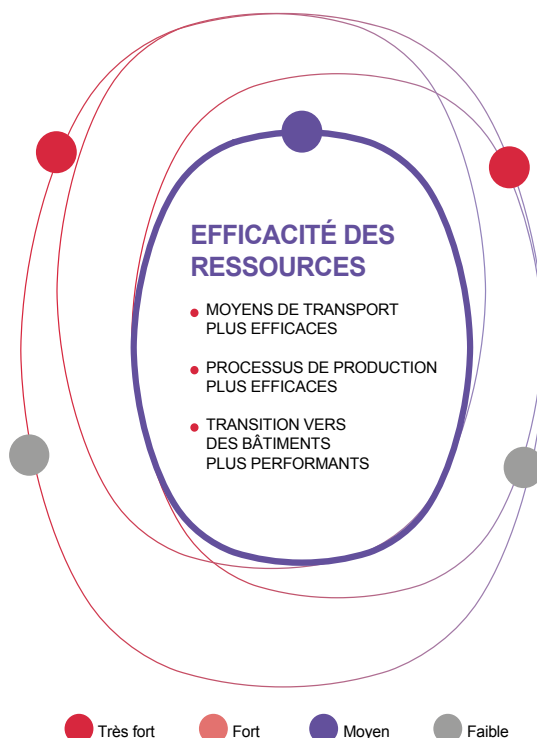 EFFICACITÉ DES
RESSOURCES
MOYENS DE TRANSPORT
PLUS EFFICACES
PROCESSUS DE PRODUCTION
PLUS EFFICACES
TRANSITION VERS
DES BÂTIMENTS
PLUS PERFORMANTS
Très fort
Fort
Moyen
Faible